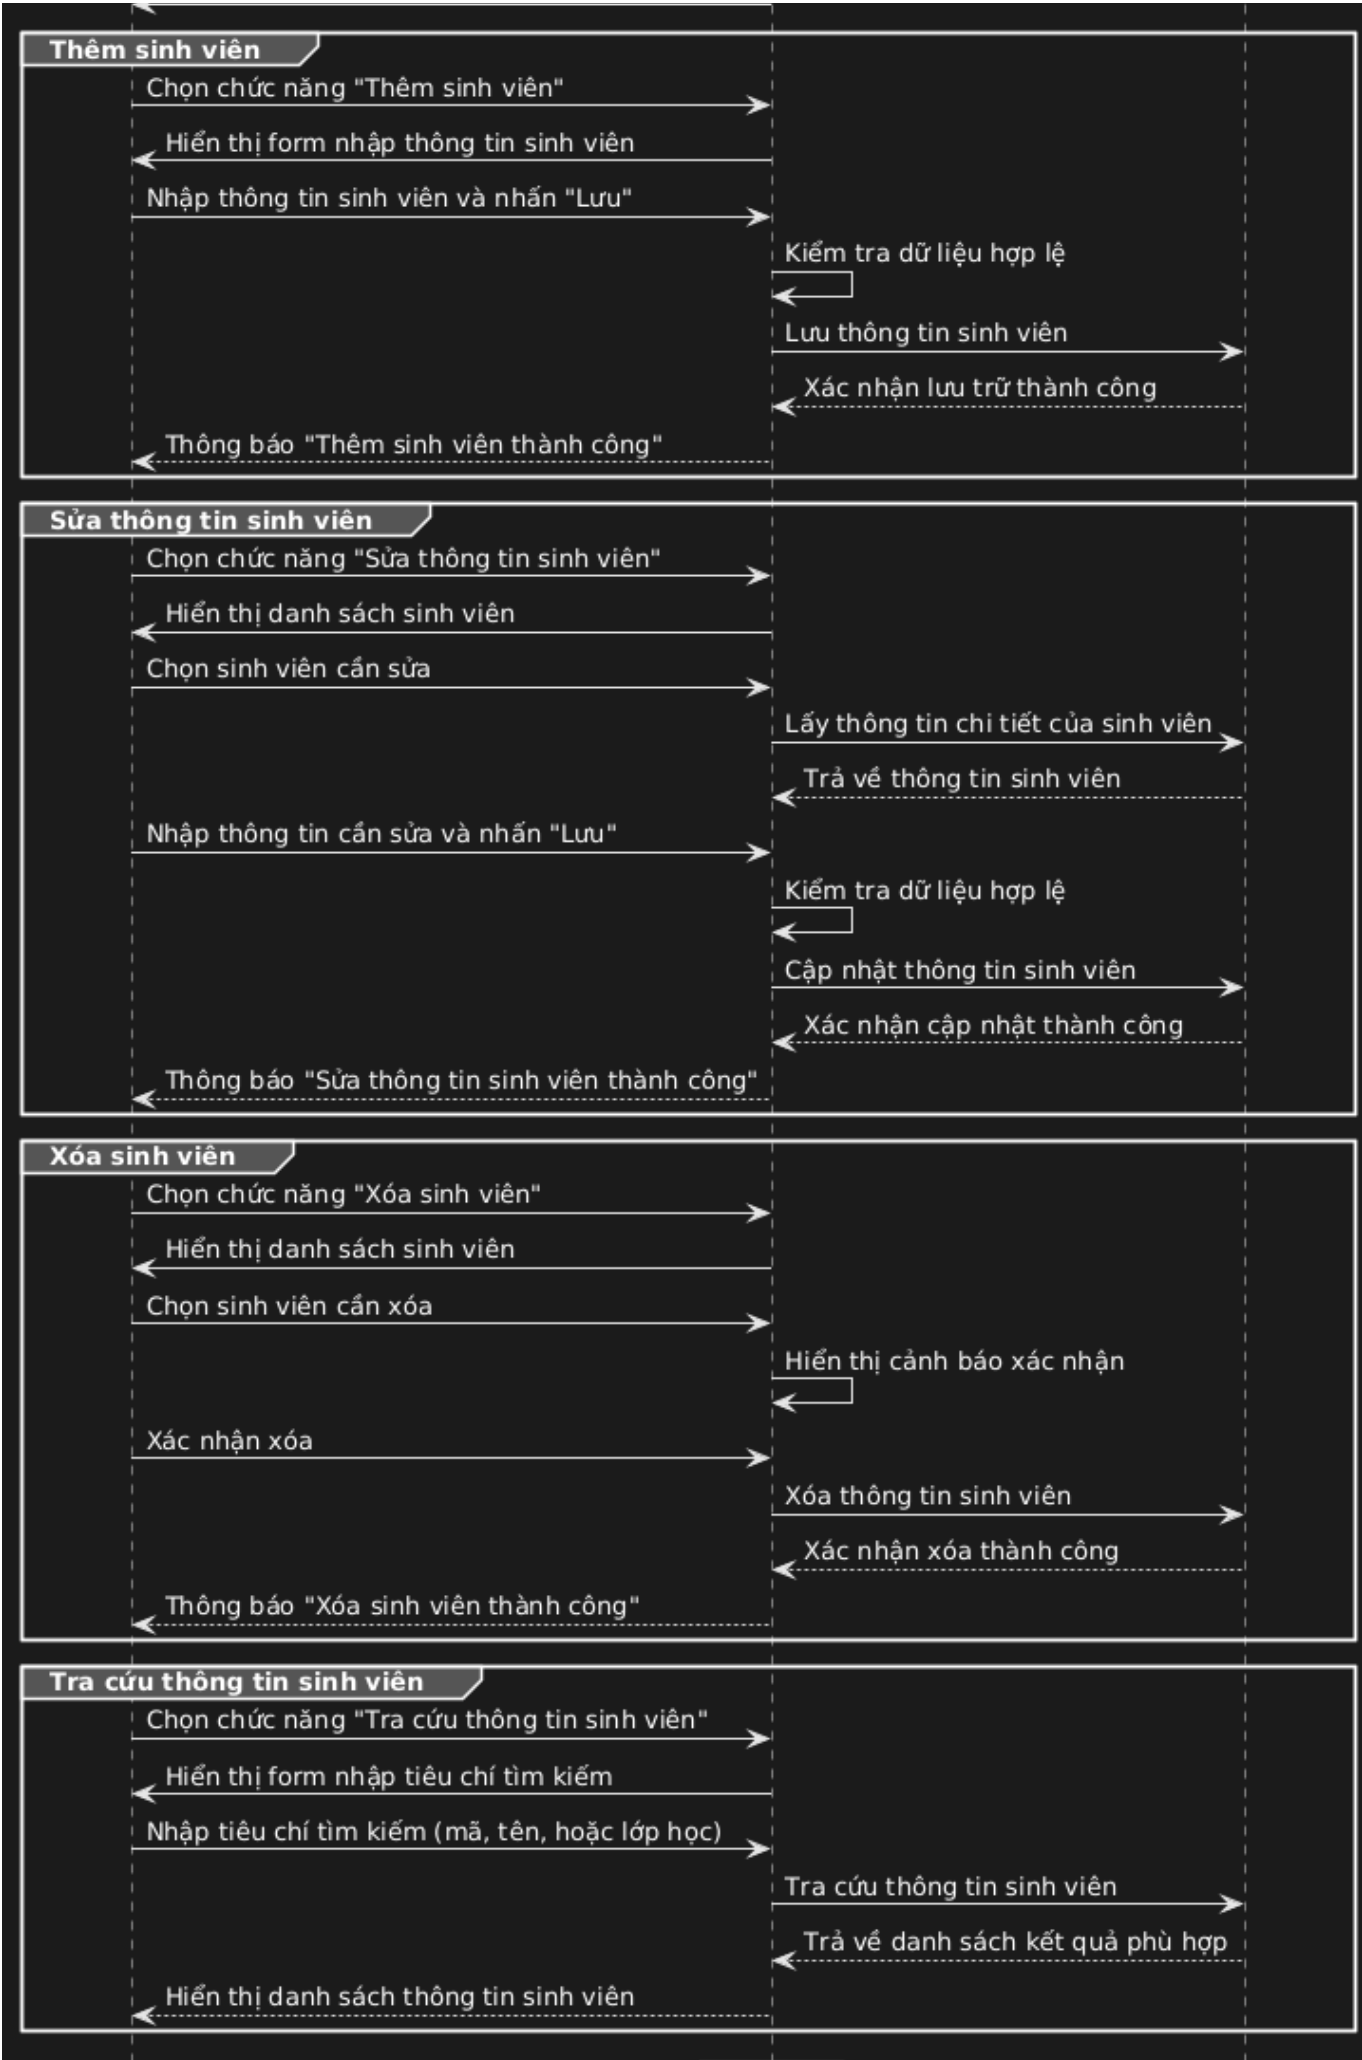 Thêm sinh viên
Chọn chức năng "Thêm sinh viên"
Hiển thị form nhập thông tin sinh viên
Nhập thông tin sinh viên và nhấn "Lưu"
Kiểm tra dữ liệu hợp lệ
Lưu thông tin sinh viên
Xác nhận lưu trữ thành công
Thông báo "Thêm sinh viên thành công"
Sửa thông tin sinh viên
Chọn chức năng "Sửa thông tin sinh viên"
Hiển thị danh sách sinh viên
Chọn sinh viên cần sửa
Lấy thông tin chi tiết của sinh viên
Trả về thông tin sinh viên
Nhập thông tin cần sửa và nhấn "Lưu"
Kiểm tra dữ liệu hợp lệ
Cập nhật thông tin sinh viên
Xác nhận cập nhật thành công
Thông báo "Sửa thông tin sinh viên thành công"
Xóa sinh viên
Chọn chức năng "Xóa sinh viên"
Hiển thị danh sách sinh viên
Chọn sinh viên cần xóa
Hiển thị cảnh báo xác nhận
Xác nhận xóa
Xóa thông tin sinh viên
Xác nhận xóa thành công
Thông báo "Xóa sinh viên thành công"
Tra cứu thông tin sinh viên
Chọn chức năng "Tra cứu thông tin sinh viên"
Hiển thị form nhập tiêu chí tìm kiếm
Nhập tiêu chí tìm kiếm (mã, tên, hoặc lớp học)
Tra cứu thông tin sinh viên
Trả về danh sách kết quả phù hợp
Hiển thị danh sách thông tin sinh viên